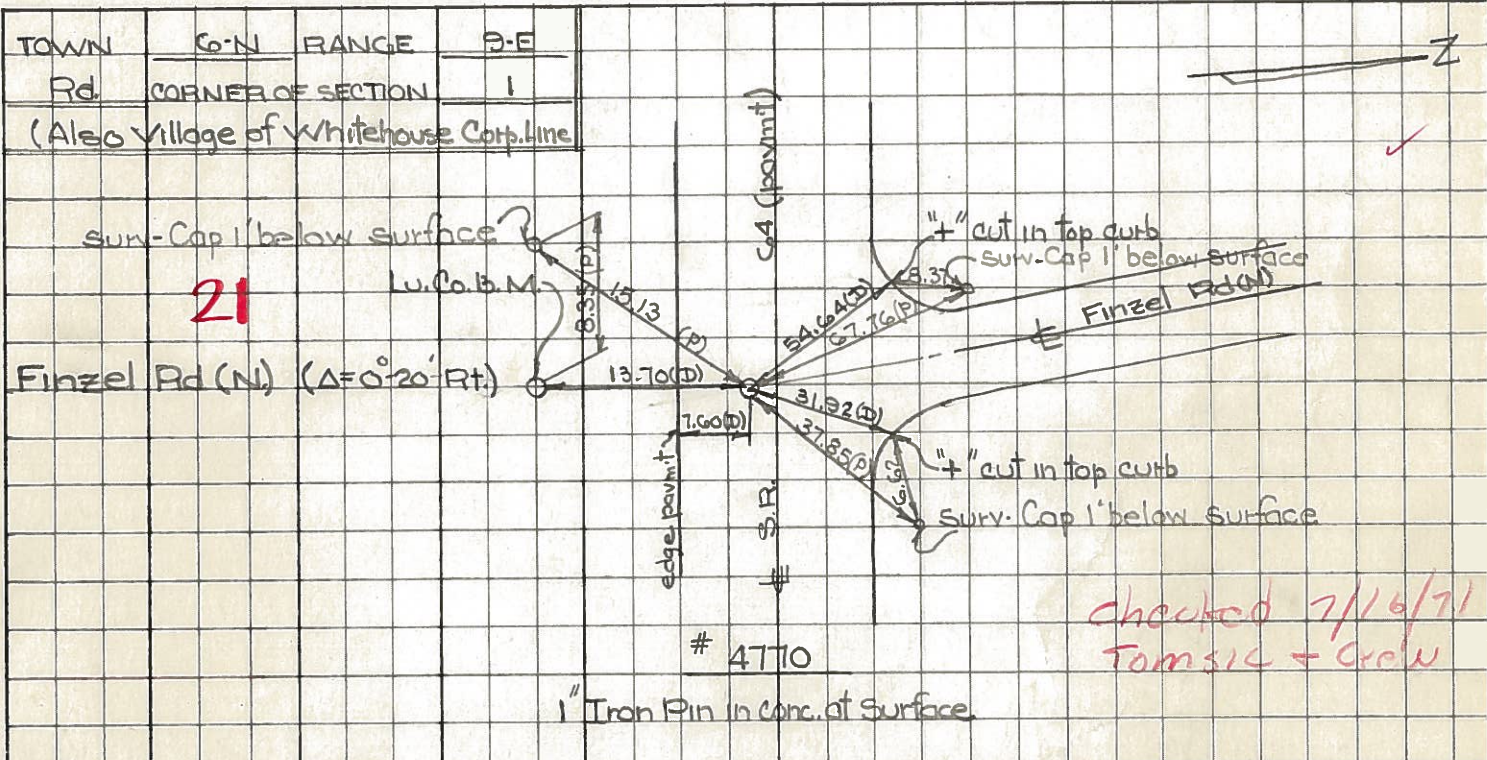 TOWN 6-N RANGE 9-E
Rd. CORNER OF SECTION 1
(Also Village of Whitehouse Corp. Line
N
64 (pavmt)
"+" cut in top curb
Surv-Cap 1' below surface
Surv-Cap 1' below surface
21
Lu. Co. B. M.
8.35 (P)
15.13 (P)
54.64 (D)
8.37
67.76 (P)
Finzel Rd (N)
℄
Finzel Rd (N.) (Δ=0°-20' Rt.)
13.70 (D)
7.60 (D)
31.92 (D)
37.85 (P)
6.67
"+" cut in top curb
Surv. Cap 1' below surface
edge pavmt
℄ S.R.
checked 7/16/71
Tomsic + Crew
# 4770
1" Iron Pin in conc. at Surface